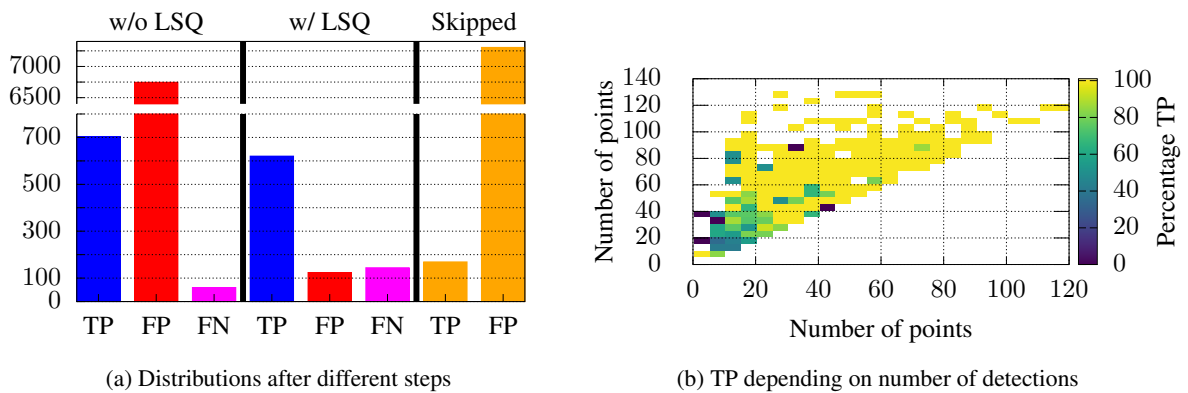 w/o LSQ w/ LSQ Skipped
7000
6500
700
500
300
100
0
TP FP FN TP FP FN TP FP
(a) Distributions after different steps
Number of points
140
120
100
80
60
40
20
0
0 20 40 60 80 100 120
Number of points
100
80
60
40
20
0
Percentage TP
(b) TP depending on number of detections